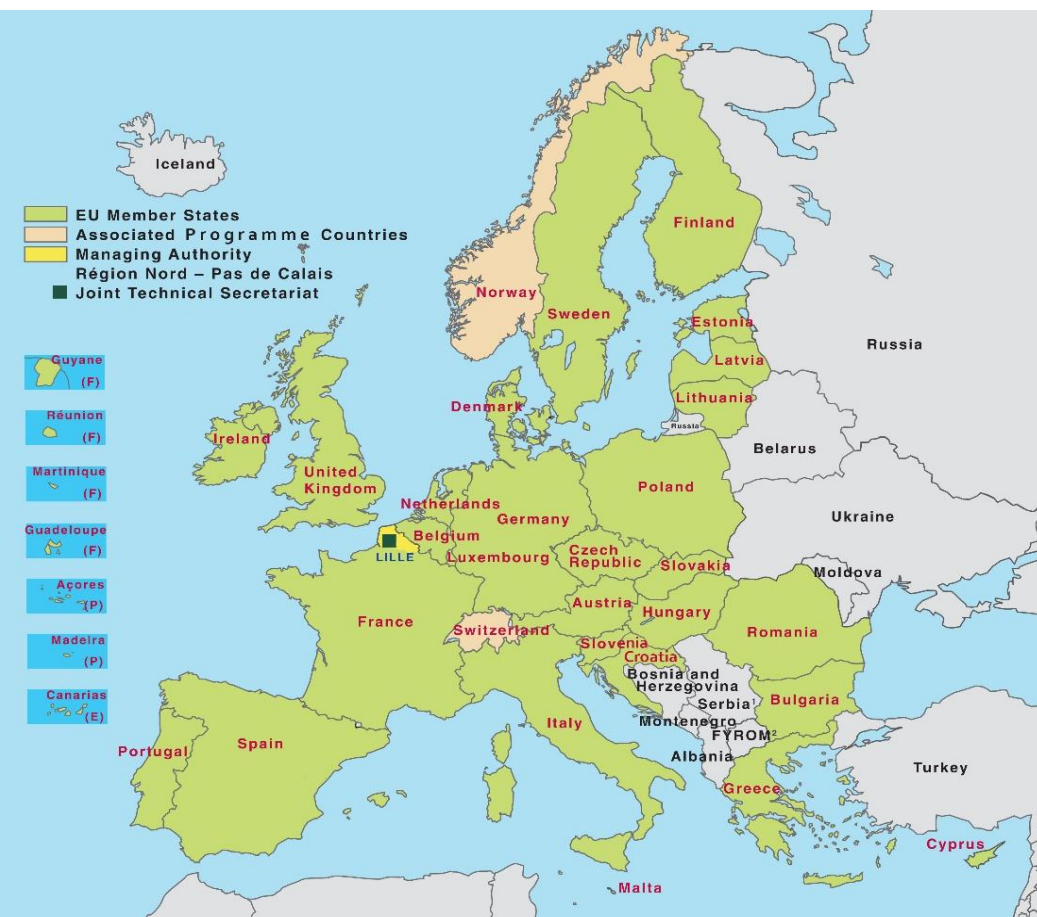 Iceland
EU Member States
Associated Programme Countries
Managing Authority
Région Nord – Pas de Calais
Joint Technical Secretariat
Guyane
(F)
Réunion
(F)
Martinique
(F)
Guadeloupe
(F)
Açores
(P)
Madeira
(P)
Canarias
(E)
Finland
Norway
Sweden
Estonia
Russia
Latvia
Lithuania
Denmark
Russia
Ireland
Belarus
United
Kingdom
Poland
Netherlands
Germany
Ukraine
Belgium
LILLE
Luxembourg
Czech
Republic
Slovakia
Moldova
Austria
Hungary
France
Switzerland
Romania
Slovenia
Croatia
Bosnia and
Herzegovina
Serbia¹
Bulgaria
Montenegro
Italy
FYROM²
Portugal
Spain
Albania
Turkey
Greece
Cyprus
Malta